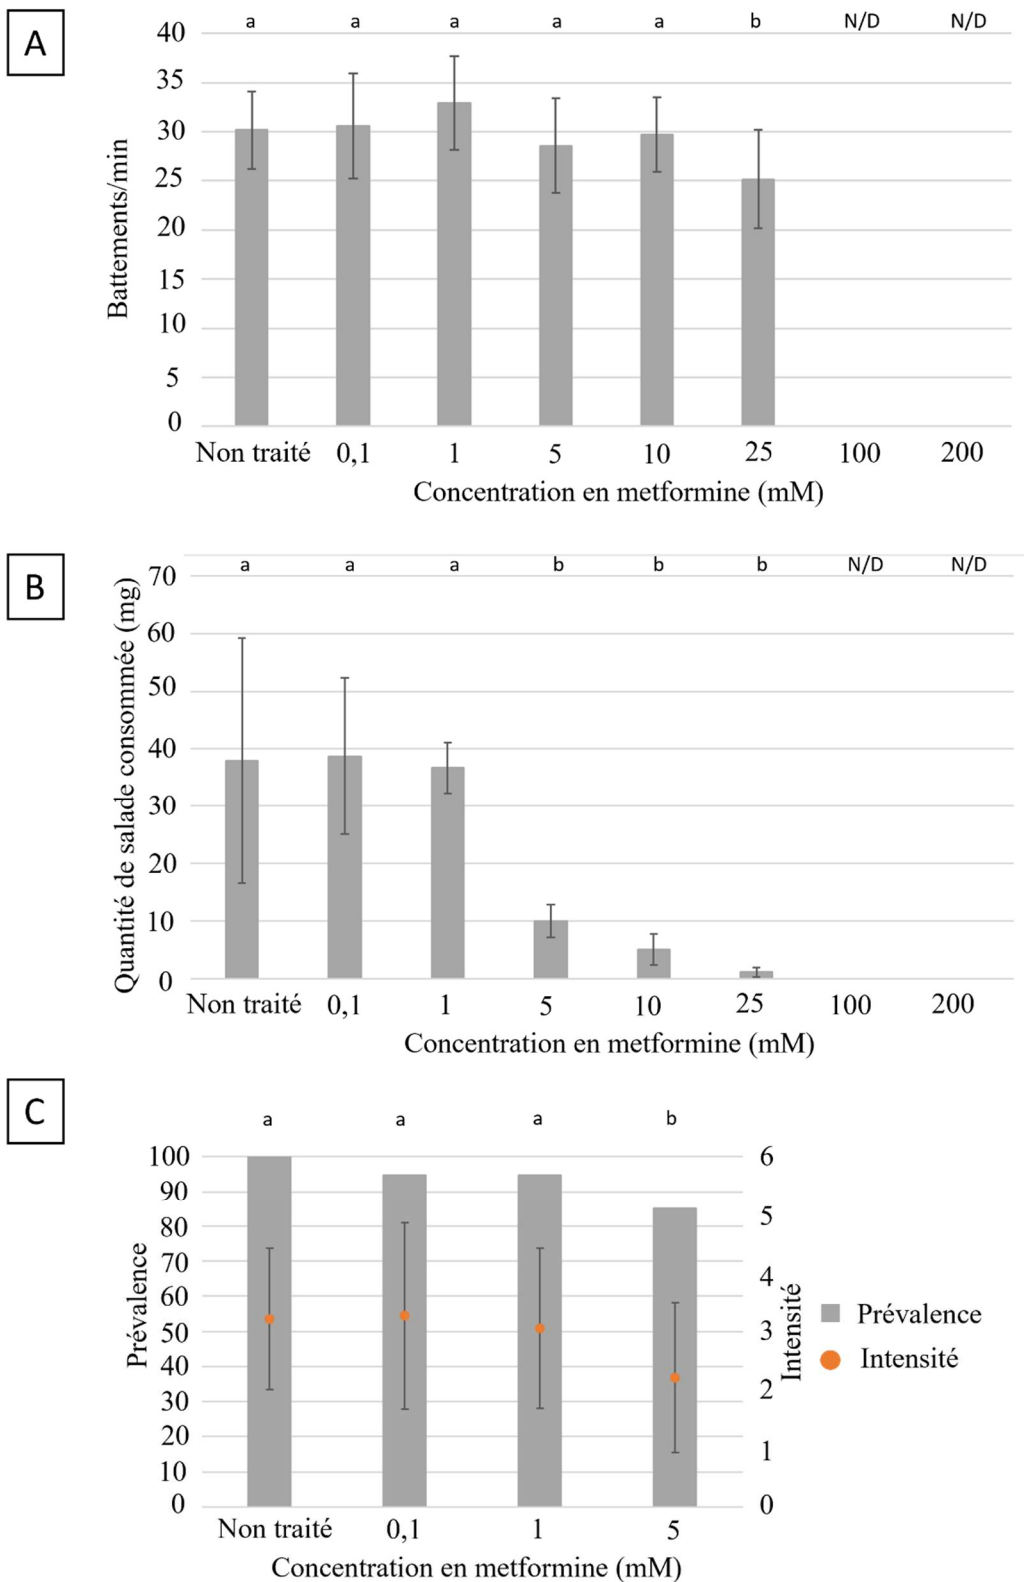 A
a a a a a b N/D N/D
40
35
30
25
20
15
10
5
0
Battements/min
Non traité 0,1 1 5 10 25 100 200
Concentration en metformine (mM)
B
a a a b b b N/D N/D
70
60
50
40
30
20
10
0
Quantité de salade consommée (mg)
Non traité 0,1 1 5 10 25 100 200
Concentration en metformine (mM)
C
a a a b
100
90
80
70
60
50
40
30
20
10
0
Prévalence
6
5
4
3
2
1
0
Intensité
Prévalence
Intensité
Non traité 0,1 1 5
Concentration en metformine (mM)